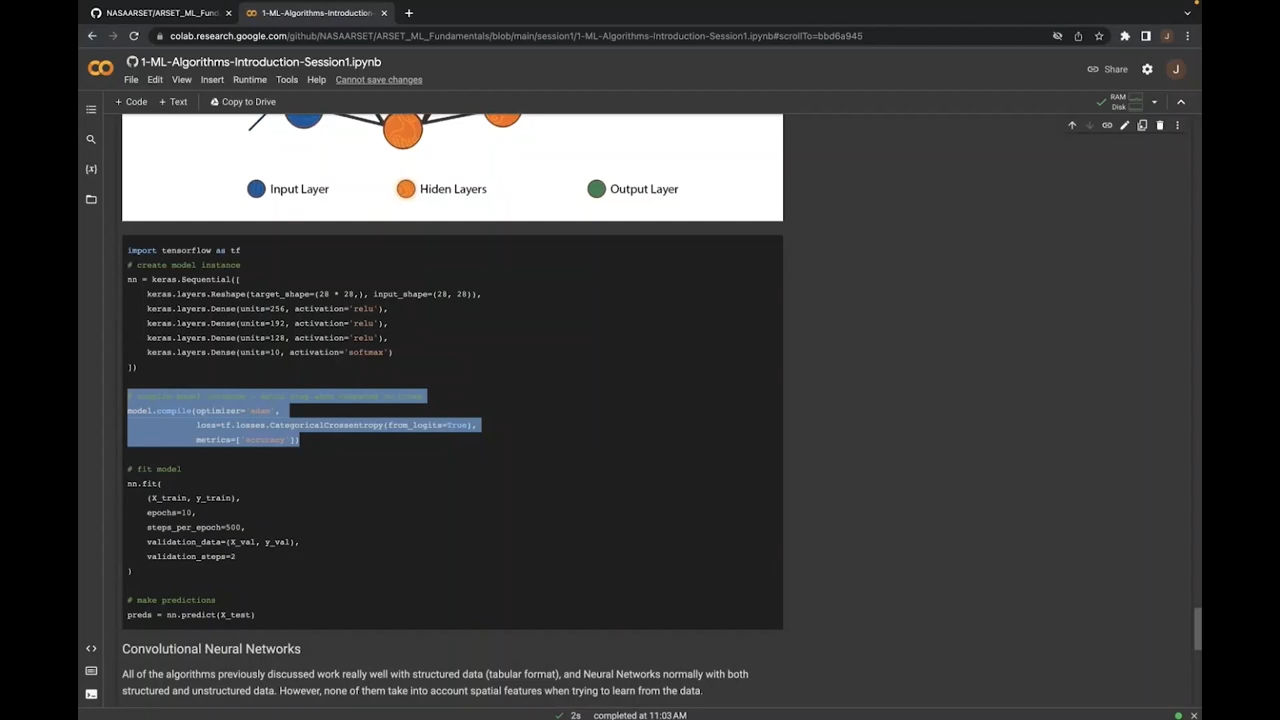 NASAARSET/ARSET_ML_Fund
1-ML-Algorithms-Introduction-
colab.research.google.com/github/NASAARSET/ARSET_ML_Fundamentals/blob/main/session1/1-ML-Algorithms-Introduction-Session1.ipynb#scrollTo=bbd6a945
J
1-ML-Algorithms-Introduction-Session1.ipynb
File Edit View Insert Runtime Tools Help Cannot save changes
Share
J
+ Code + Text Copy to Drive
RAM
Disk
Input Layer
Hiden Layers
Output Layer
import tensorflow as tf
# create model instance
nn = keras.Sequential([
keras.layers.Reshape(target_shape=(28 * 28,), input_shape=(28, 28)),
keras.layers.Dense(units=256, activation='relu'),
keras.layers.Dense(units=192, activation='relu'),
keras.layers.Dense(units=128, activation='relu'),
keras.layers.Dense(units=10, activation='softmax')
])
model.compile(optimizer='adam',
loss=tf.losses.CategoricalCrossentropy(from_logits=True),
metrics=['accuracy'])
# fit model
nn.fit(
(X_train, y_train),
epochs=10,
steps_per_epoch=500,
validation_data=(X_val, y_val),
validation_steps=2
)
# make predictions
preds = nn.predict(X_test)
Convolutional Neural Networks
All of the algorithms previously discussed work really well with structured data (tabular format), and Neural Networks normally with both
structured and unstructured data. However, none of them take into account spatial features when trying to learn from the data.
2s completed at 11:03 AM